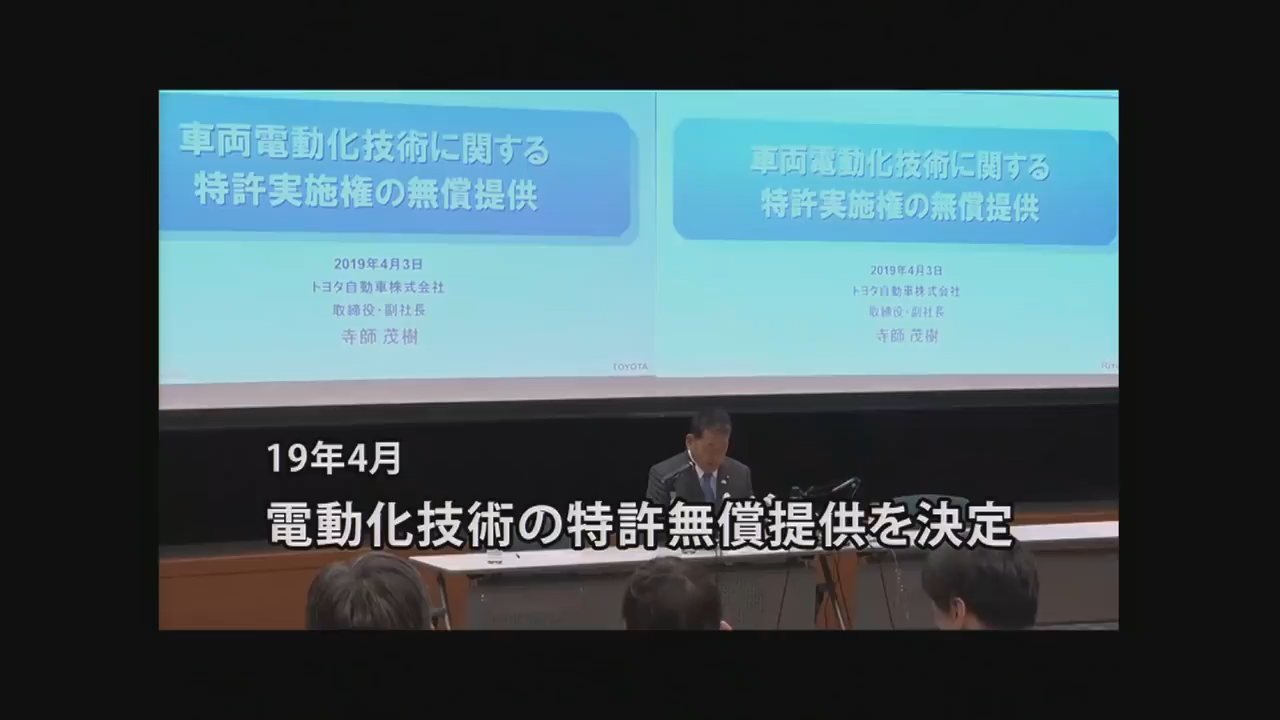 車両電動化技術に関する
特許実施権の無償提供
2019年4月3日
トヨタ自動車株式会社
取締役・副社長
寺師 茂樹
TOYOTA
車両電動化技術に関する
特許実施権の無償提供
2019年4月3日
トヨタ自動車株式会社
取締役・副社長
寺師 茂樹
19年4月
電動化技術の特許無償提供を決定